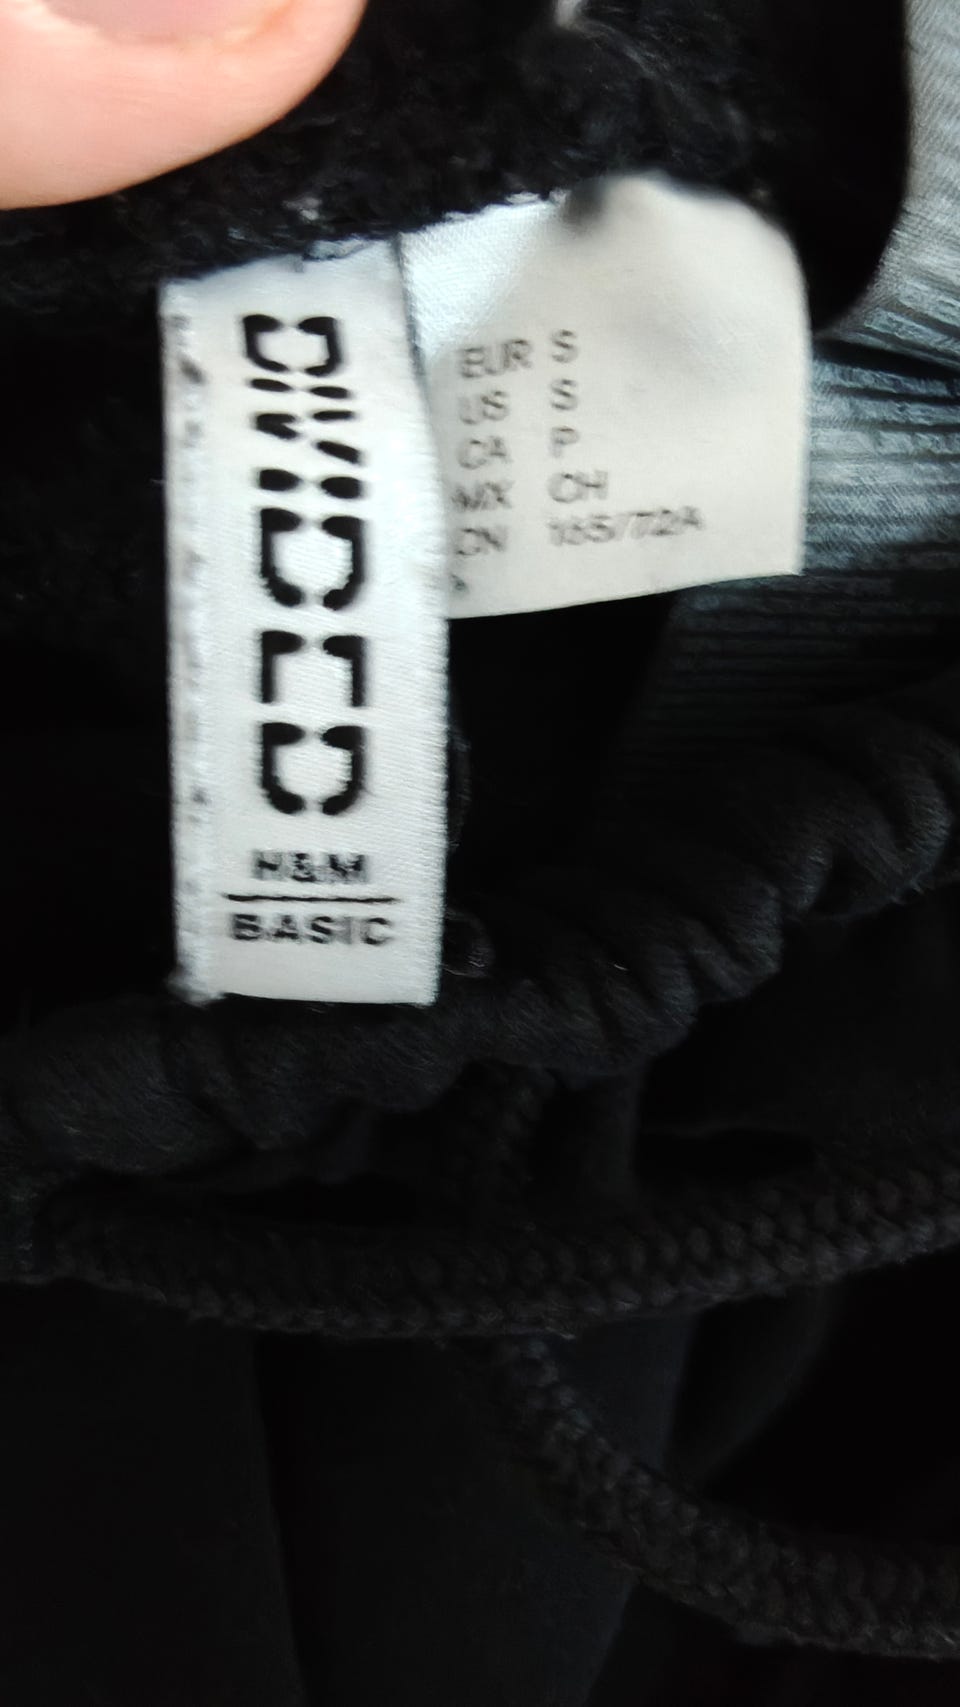 DIVIDED
H&M
BASIC
EUR S
US S
CA P
MX CH
CN 165/72A